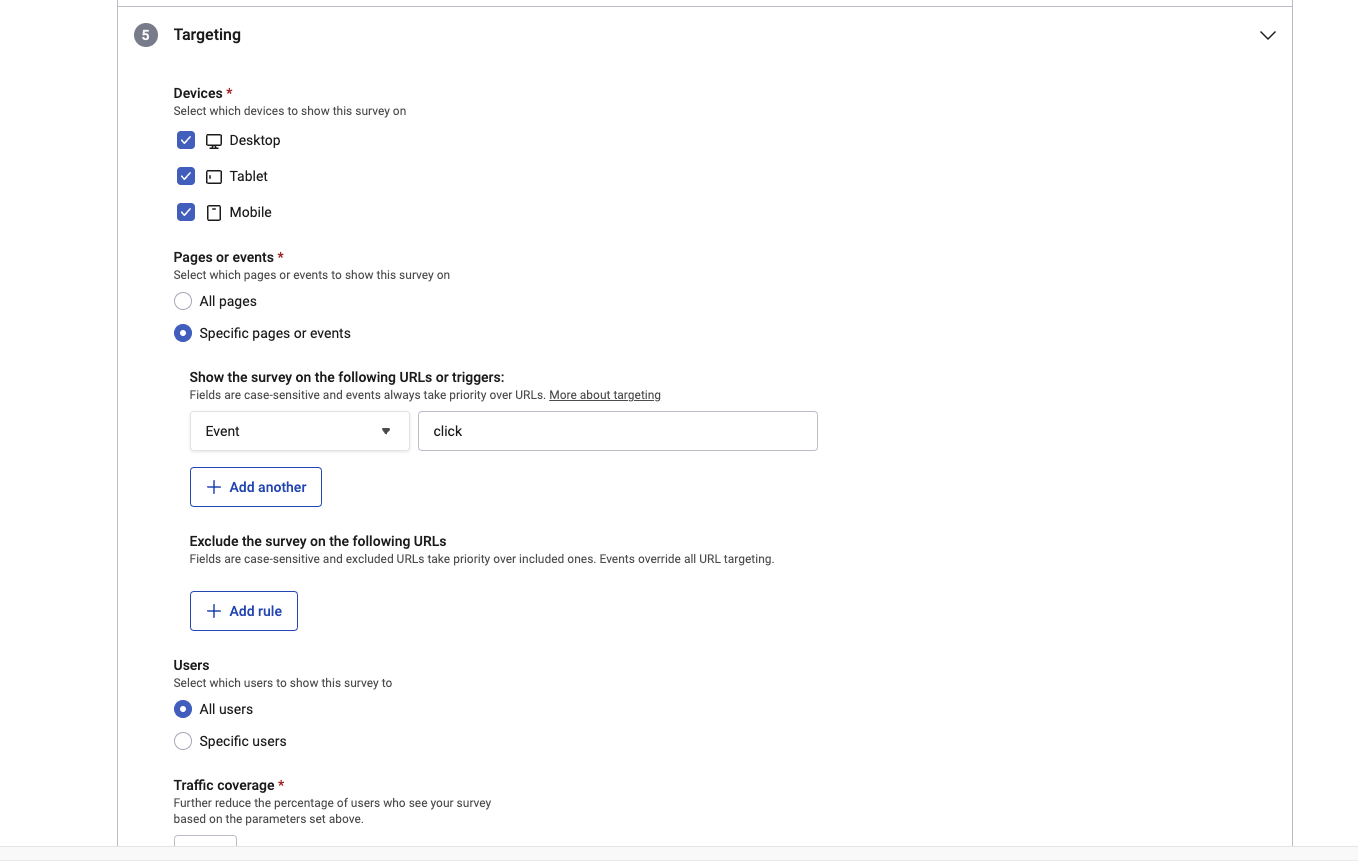 5 Targeting
Devices *
Select which devices to show this survey on
Desktop
Tablet
Mobile
Pages or events *
Select which pages or events to show this survey on
All pages
Specific pages or events
Show the survey on the following URLs or triggers:
Fields are case-sensitive and events always take priority over URLs. More about targeting
Event click
Add another
Exclude the survey on the following URLs
Fields are case-sensitive and excluded URLs take priority over included ones. Events override all URL targeting.
Add rule
Users
Select which users to show this survey to
All users
Specific users
Traffic coverage *
Further reduce the percentage of users who see your survey
based on the parameters set above.